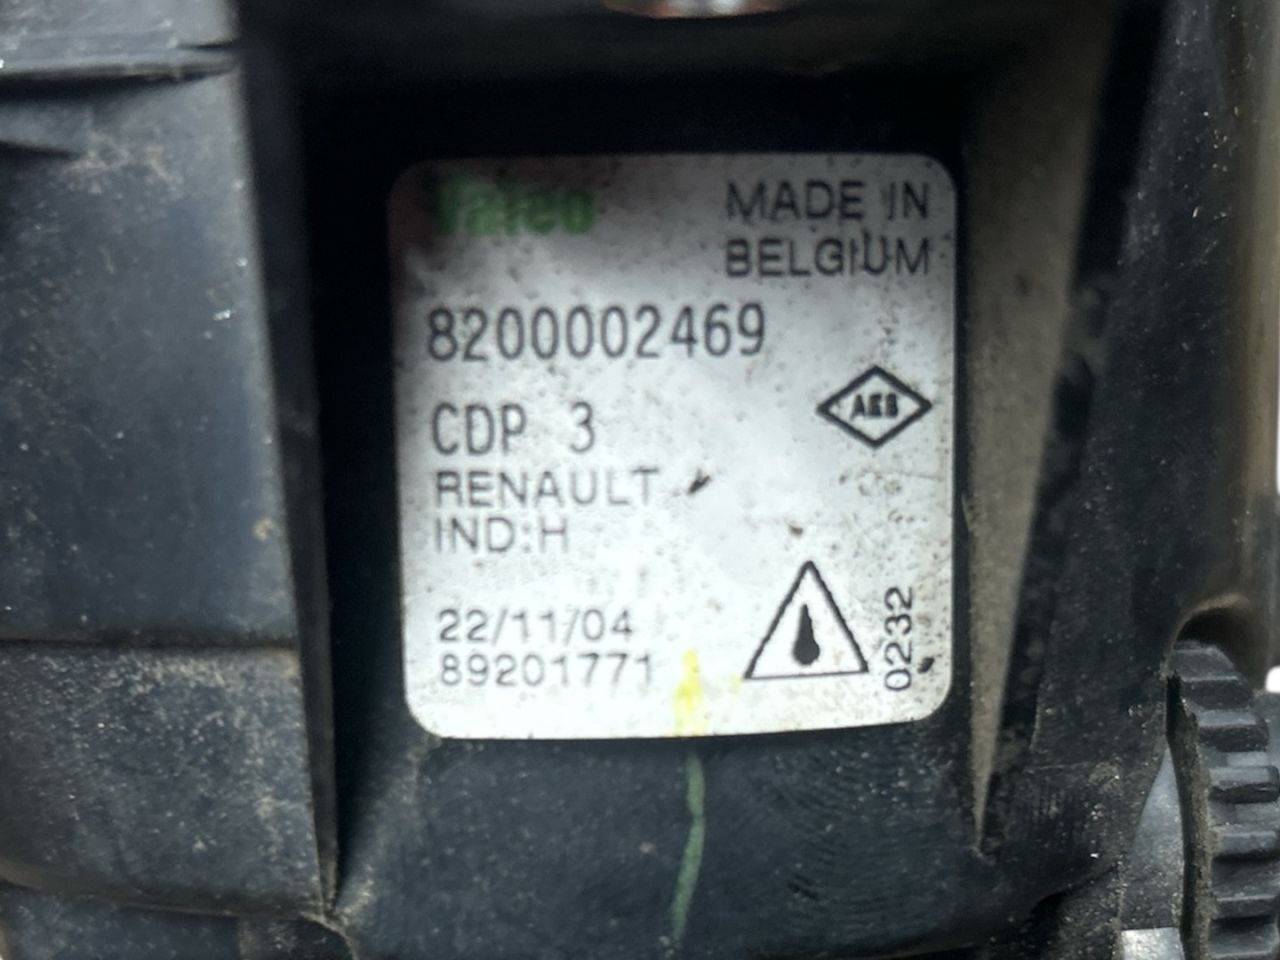 Valeo
MADE IN
BELGIUM
8200002469
CDP 3
RENAULT
IND:H
22/11/04
89201771
0232